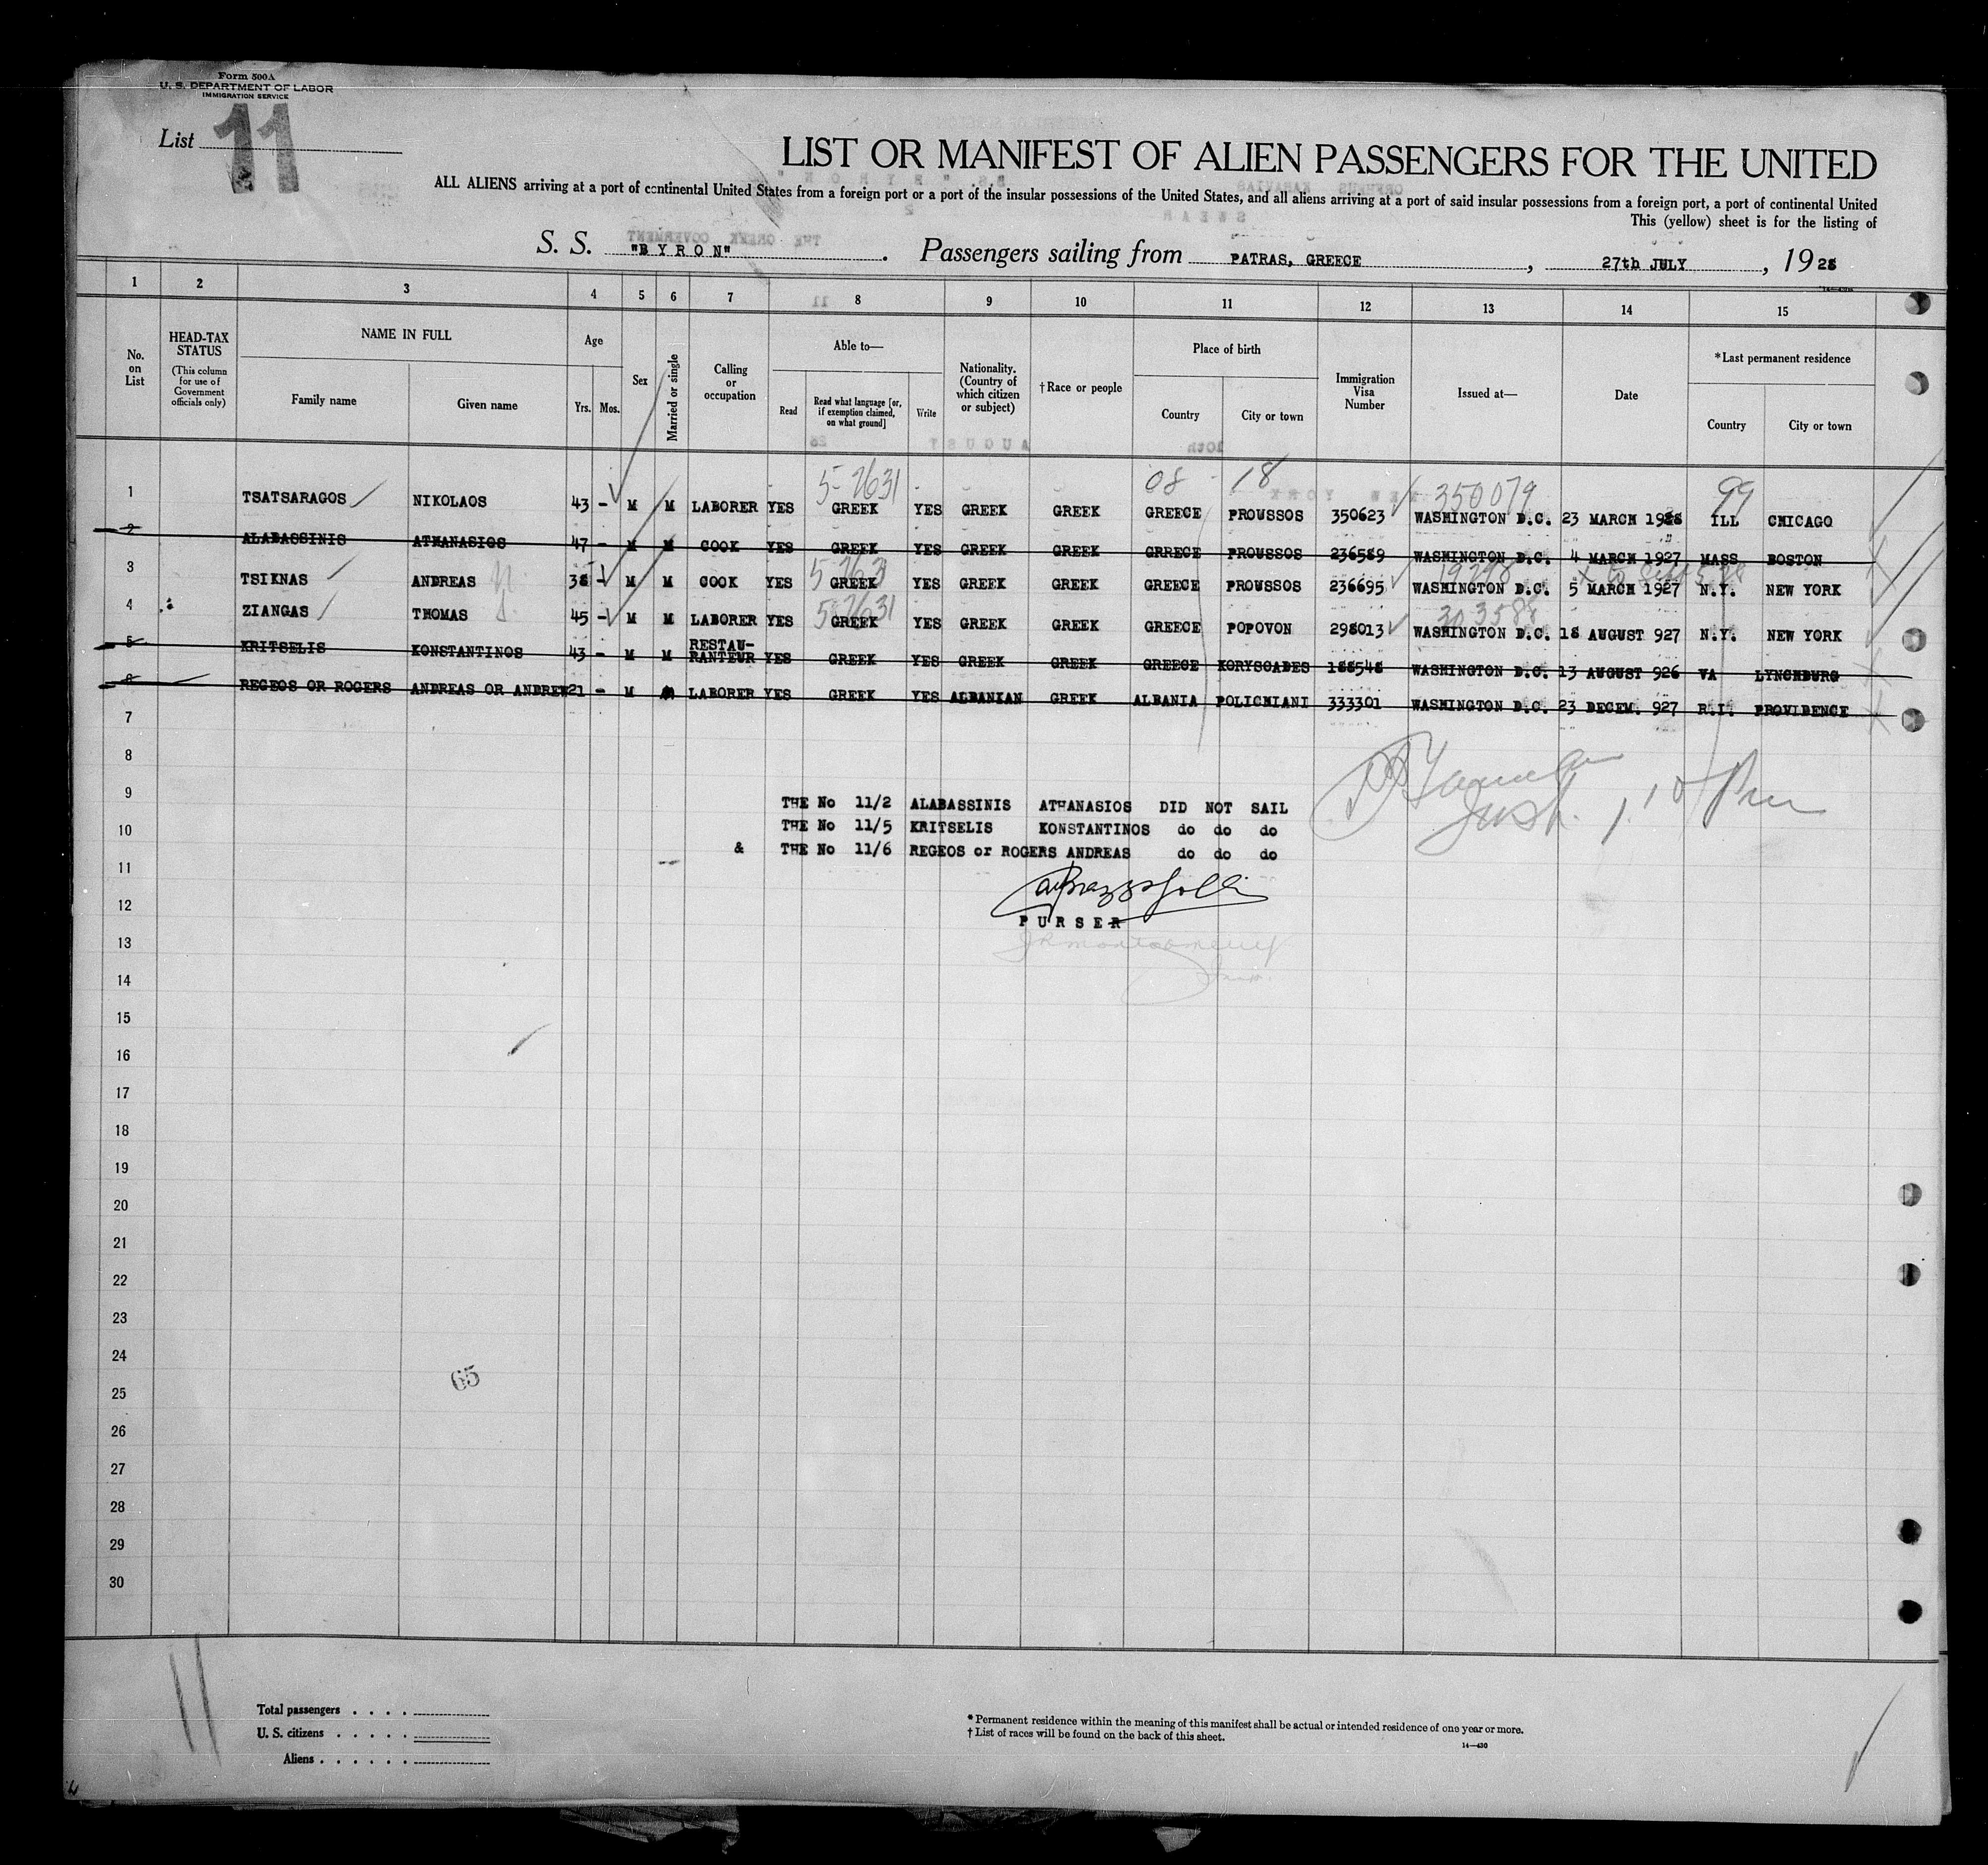 Form 500A
U. S. DEPARTMENT OF LABOR
IMMIGRATION SERVICE
List 11
LIST OR MANIFEST OF ALIEN PASSENGERS FOR THE UNITED
ALL ALIENS arriving at a port of continental United States from a foreign port or a port of the insular possessions of the United States, and all aliens arriving at a port of said insular possessions from a foreign port, a port of continental United
This (yellow) sheet is for the listing of
S. S. "BYRON". Passengers sailing from PATRAS, GREECE, 27th JULY, 1928
1 2 3 4 5 6 7 8 9 10 11 12 13 14 15
No. on List
HEAD-TAX STATUS
(This column for use of Government officials only)
NAME IN FULL
Family name
Given name
Age
Yrs. Mos.
Sex
Married or single
Calling or occupation
Able to—
Read
Read what language [or, if exemption claimed, on what ground]
Write
Nationality. (Country of which citizen or subject)
† Race or people
Place of birth
Country
City or town
Immigration Visa Number
Issued at—
Date
* Last permanent residence
Country
City or town
5-2631 08 18 350079 99
1 TSATSARAGOS NIKOLAOS 43 - M M LABORER YES GREEK YES GREEK GREEK GREECE PROUSSOS 350623 WASHINGTON D.C. 23 MARCH 1928 ILL CHICAGO
2 ALABASSINIS ATHANASIOS 47 - M M COOK YES GREEK YES GREEK GREEK GRRECE PROUSSOS 236589 WASHINGTON D.C. 4 MARCH 1927 MASS BOSTON
3 TSIKNAS ANDREAS 38 - M M COOK YES GREEK YES GREEK GREEK GREECE PROUSSOS 236695 WASHINGTON D.C. 5 MARCH 1927 N.Y. NEW YORK
4 ZIANGAS THOMAS 45 - M M LABORER YES GREEK YES GREEK GREEK GREECE POPOVON 298013 WASHINGTON D.C. 18 AUGUST 927 N.Y. NEW YORK
5 KRITSELIS KONSTANTINOS 43 - M M RESTAU-RANTEUR YES GREEK YES GREEK GREEK GREECE KORYSCADES 188548 WASHINGTON D.C. 13 AUGUST 926 VA LYNCHBURG
6 REGEOS OR ROGERS ANDREAS OR ANDREW 21 - M M LABORER YES GREEK YES ALBANIAN GREEK ALBANIA POLICHIANI 333301 WASHINGTON D.C. 23 DECEM. 927 R.I. PROVIDENCE
7
8
9 THE No 11/2 ALABASSINIS ATHANASIOS DID NOT SAIL
10 THE No 11/5 KRITSELIS KONSTANTINOS do do do
& THE No 11/6 REGEOS or ROGERS ANDREAS do do do
11
12
PURSER
13
14
15
16
17
18
19
20
21
22
23
24
65
25
26
27
28
29
30
11
Total passengers
U. S. citizens
Aliens
* Permanent residence within the meaning of this manifest shall be actual or intended residence of one year or more.
† List of races will be found on the back of this sheet.
14—430